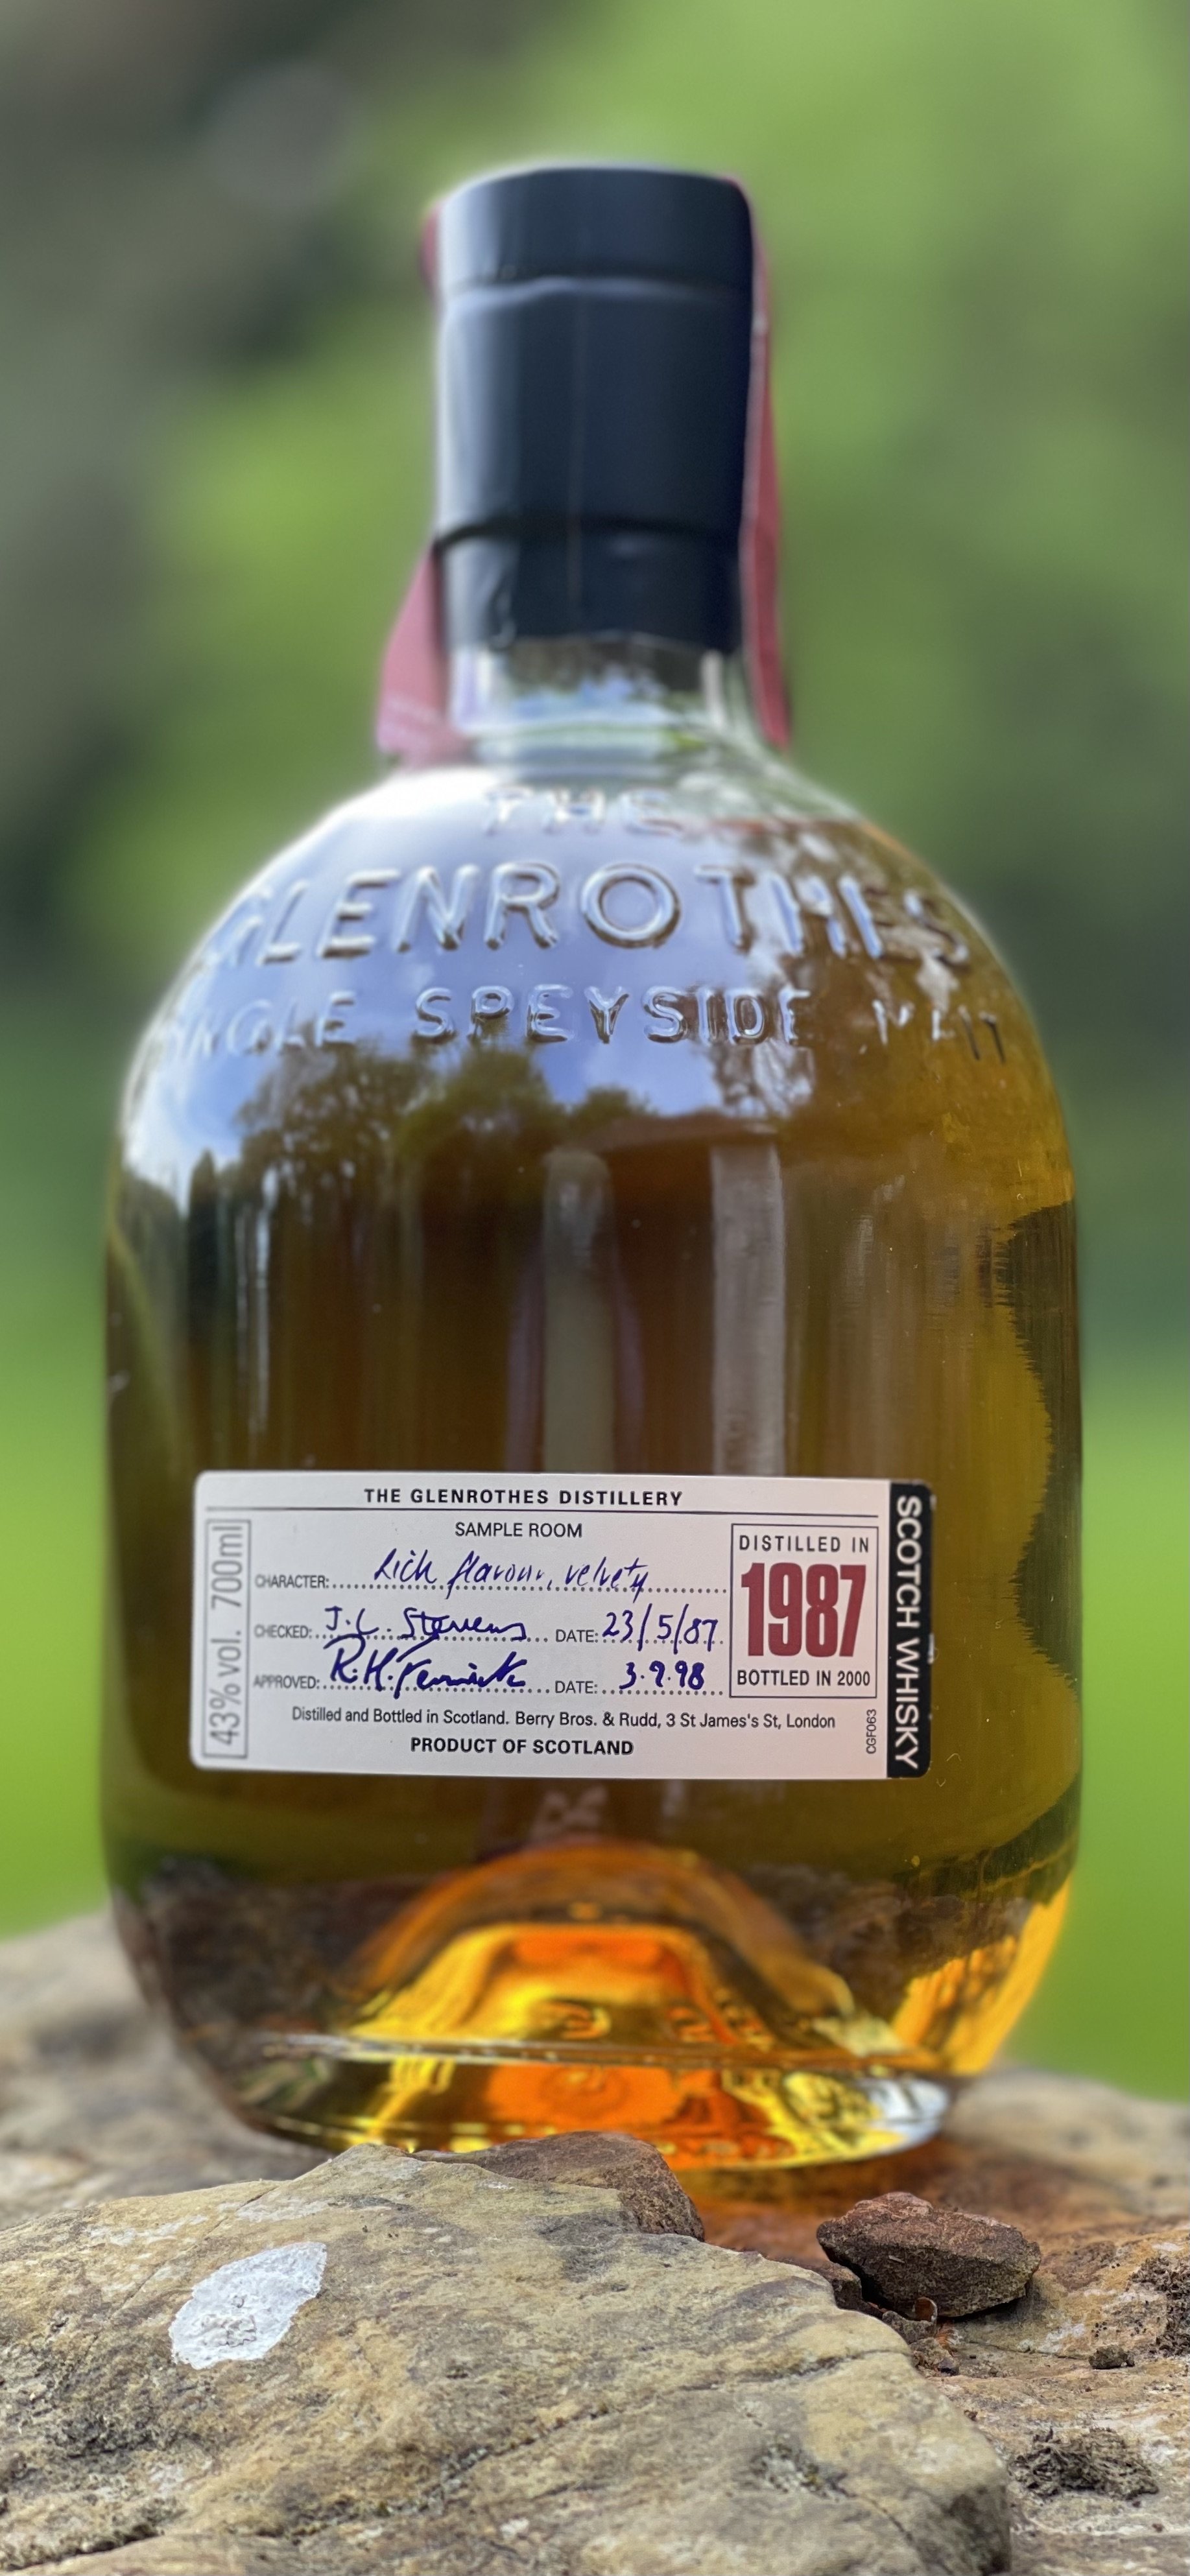 THE
GLENROTHES
SINGLE SPEYSIDE MALT
THE GLENROTHES DISTILLERY
SAMPLE ROOM
CHARACTER: Rich flavour, velvety
CHECKED: J.C. Stevens DATE: 23/5/87
APPROVED: R.H. Fenwick DATE: 3.9.98
43% vol. 700ml
DISTILLED IN
1987
BOTTLED IN 2000
Distilled and Bottled in Scotland. Berry Bros. & Rudd, 3 St James's St, London
PRODUCT OF SCOTLAND
CGF063
SCOTCH WHISKY